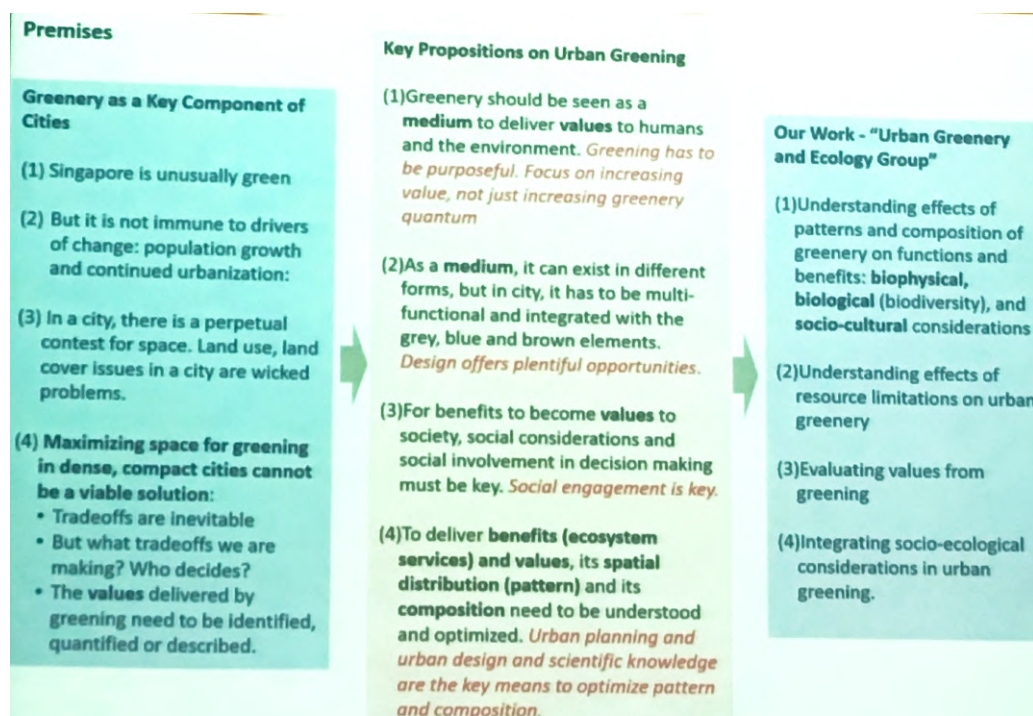 Premises
Greenery as a Key Component of
Cities
(1) Singapore is unusually green
(2) But it is not immune to drivers
of change: population growth
and continued urbanization:
(3) In a city, there is a perpetual
contest for space. Land use, land
cover issues in a city are wicked
problems.
(4) Maximizing space for greening
in dense, compact cities cannot
be a viable solution:
• Tradeoffs are inevitable
• But what tradeoffs we are
making? Who decides?
• The values delivered by
greening need to be identified,
quantified or described.
Key Propositions on Urban Greening
(1)Greenery should be seen as a
medium to deliver values to humans
and the environment. Greening has to
be purposeful. Focus on increasing
value, not just increasing greenery
quantum
(2)As a medium, it can exist in different
forms, but in city, it has to be multi-
functional and integrated with the
grey, blue and brown elements.
Design offers plentiful opportunities.
(3)For benefits to become values to
society, social considerations and
social involvement in decision making
must be key. Social engagement is key.
(4)To deliver benefits (ecosystem
services) and values, its spatial
distribution (pattern) and its
composition need to be understood
and optimized. Urban planning and
urban design and scientific knowledge
are the key means to optimize pattern
and composition.
Our Work - “Urban Greenery
and Ecology Group”
(1)Understanding effects of
patterns and composition of
greenery on functions and
benefits: biophysical,
biological (biodiversity), and
socio-cultural considerations
(2)Understanding effects of
resource limitations on urban
greenery
(3)Evaluating values from
greening
(4)Integrating socio-ecological
considerations in urban
greening.